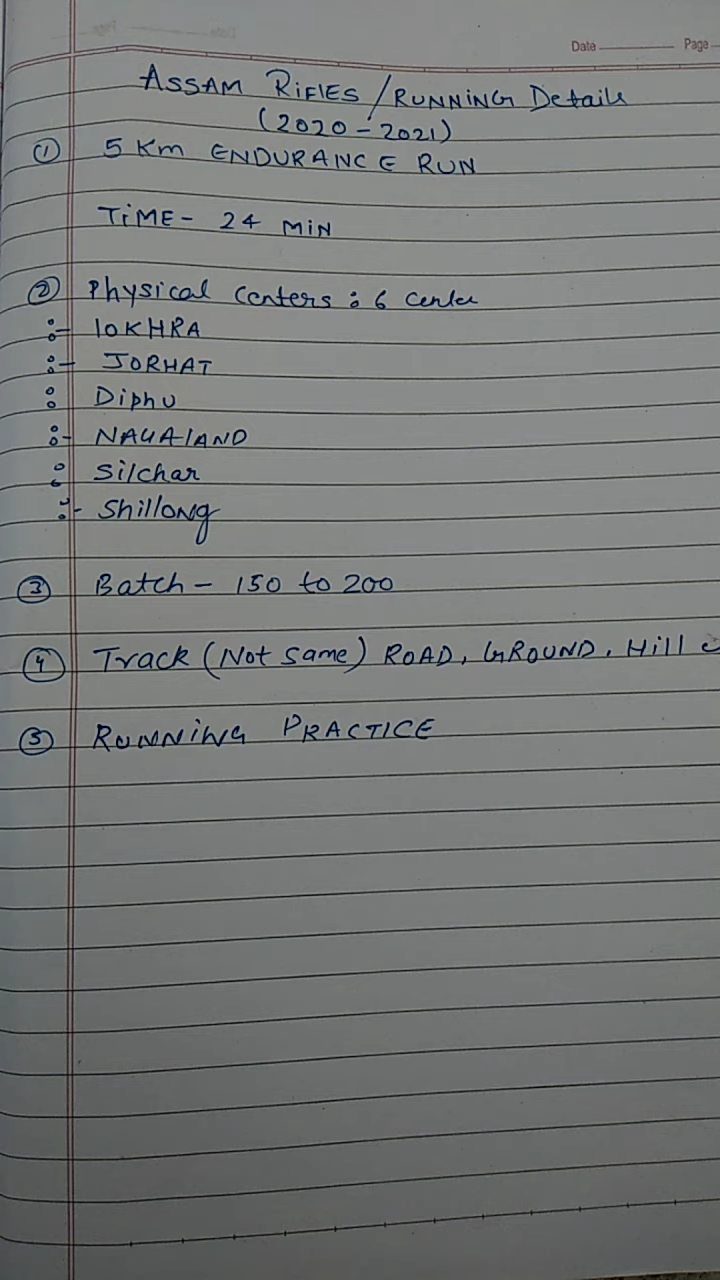 Date Page
ASSAM RiFlES / RUNNING Details
(2020-2021)
① 5 Km ENDURANCE RUN
TiME - 24 MiN
② Physical Centers : 6 Center
:- lOKHRA
:- JORHAT
: Diphu
:- NAGAlAND
: Silchar
:- Shillong
③ Batch - 150 to 200
④ Track (Not Same) ROAD, GROUND, Hill
⑤ RUNNiNG PRACTICE